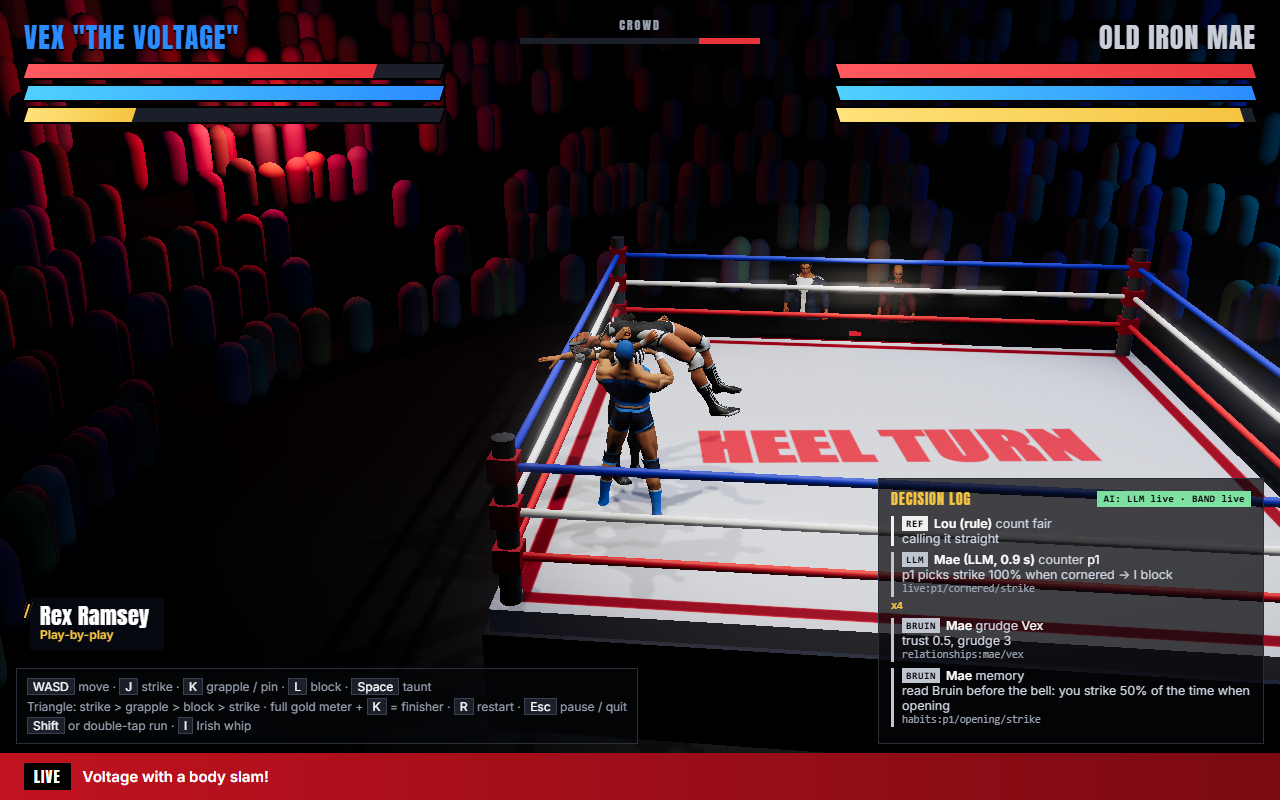 VEX "THE VOLTAGE"
CROWD
OLD IRON MAE
HEEL TURN
DECISION LOG
AI: LLM live · BAND live
REF Lou (rule) count fair
calling it straight
LLM Mae (LLM, 0.9 s) counter p1
p1 picks strike 100% when cornered → I block
live:p1/cornered/strike
x4
BRUIN Mae grudge Vex
trust 0.5, grudge 3
relationships:mae/vex
BRUIN Mae memory
read Bruin before the bell: you strike 50% of the time when
opening
habits:p1/opening/strike
Rex Ramsey
Play-by-play
WASD move · J strike · K grapple / pin · L block · Space taunt
Triangle: strike > grapple > block > strike · full gold meter + K = finisher · R restart · Esc pause / quit
Shift or double-tap run · I Irish whip
LIVE Voltage with a body slam!